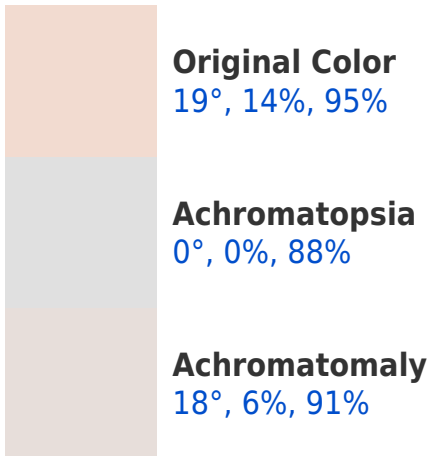 Original Color
19°, 14%, 95%
Achromatopsia
0°, 0%, 88%
Achromatomaly
18°, 6%, 91%